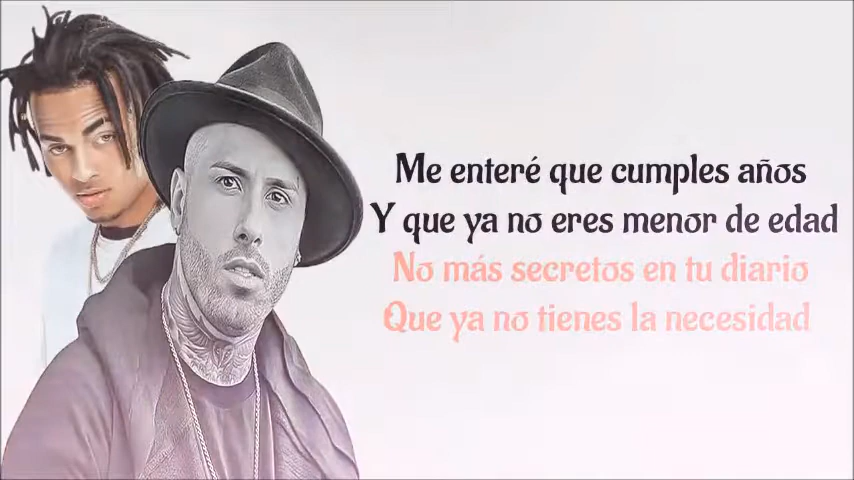 Me enteré que cumples años
Y que ya no eres menor de edad
No más secretos en tu diario
Que ya no tienes la necesidad